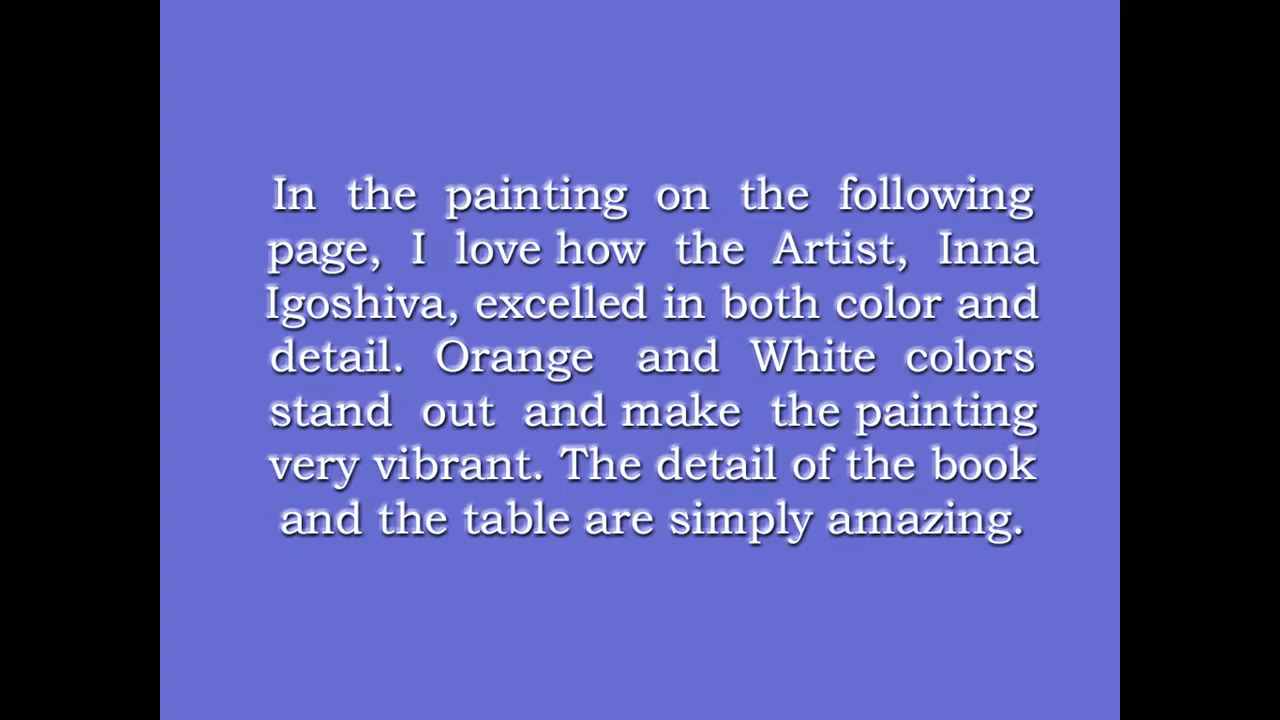 In the painting on the following
page, I love how the Artist, Inna
Igoshiva, excelled in both color and
detail. Orange and White colors
stand out and make the painting
very vibrant. The detail of the book
and the table are simply amazing.